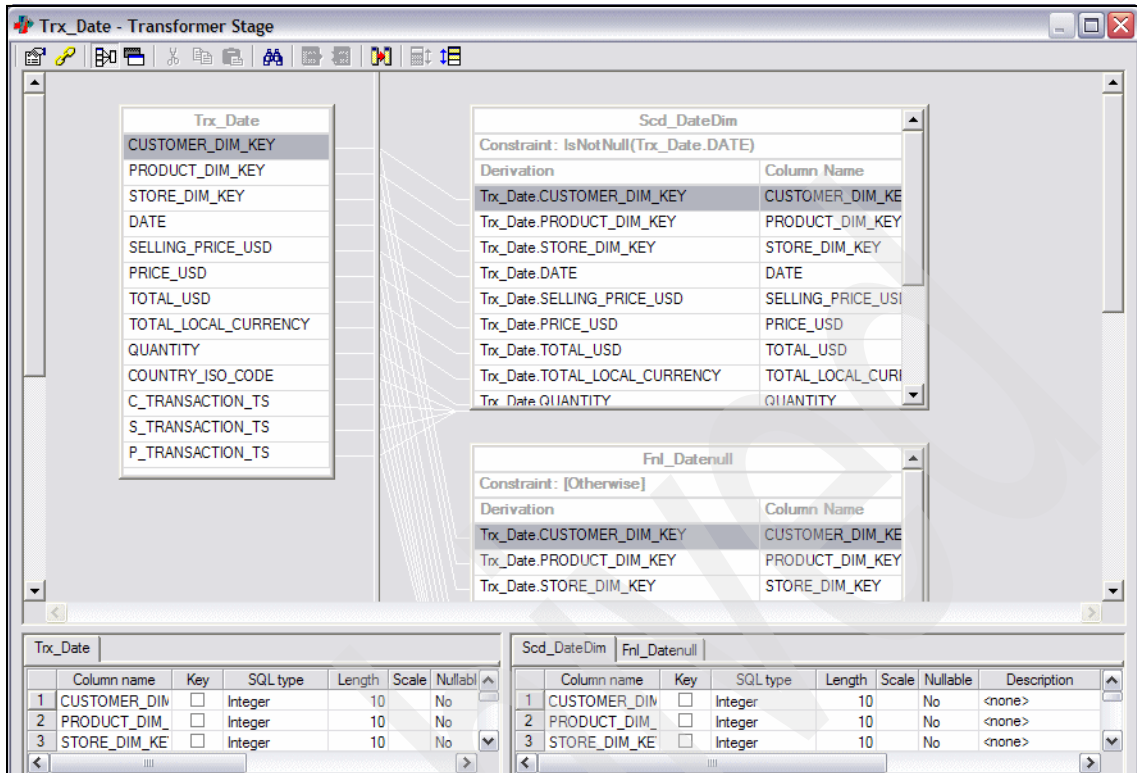 Trx_Date - Transformer Stage
Trx_Date
CUSTOMER_DIM_KEY
PRODUCT_DIM_KEY
STORE_DIM_KEY
DATE
SELLING_PRICE_USD
PRICE_USD
TOTAL_USD
TOTAL_LOCAL_CURRENCY
QUANTITY
COUNTRY_ISO_CODE
C_TRANSACTION_TS
S_TRANSACTION_TS
P_TRANSACTION_TS
Scd_DateDim
Constraint: IsNotNull(Trx_Date.DATE)
Derivation Column Name
Trx_Date.CUSTOMER_DIM_KEY CUSTOMER_DIM_KE
Trx_Date.PRODUCT_DIM_KEY PRODUCT_DIM_KEY
Trx_Date.STORE_DIM_KEY STORE_DIM_KEY
Trx_Date.DATE DATE
Trx_Date.SELLING_PRICE_USD SELLING_PRICE_USI
Trx_Date.PRICE_USD PRICE_USD
Trx_Date.TOTAL_USD TOTAL_USD
Trx_Date.TOTAL_LOCAL_CURRENCY TOTAL_LOCAL_CURI
Trx_Date.QUANTITY QUANTITY
Fnl_Datenull
Constraint: [Otherwise]
Derivation Column Name
Trx_Date.CUSTOMER_DIM_KEY CUSTOMER_DIM_KE
Trx_Date.PRODUCT_DIM_KEY PRODUCT_DIM_KEY
Trx_Date.STORE_DIM_KEY STORE_DIM_KEY
Trx_Date
Column name Key SQL type Length Scale Nullabl
1 CUSTOMER_DIM Integer 10 No
2 PRODUCT_DIM_ Integer 10 No
3 STORE_DIM_KE Integer 10 No
Scd_DateDim Fnl_Datenull
Column name Key SQL type Length Scale Nullable Description
1 CUSTOMER_DIM Integer 10 No <none>
2 PRODUCT_DIM_ Integer 10 No <none>
3 STORE_DIM_KE Integer 10 No <none>